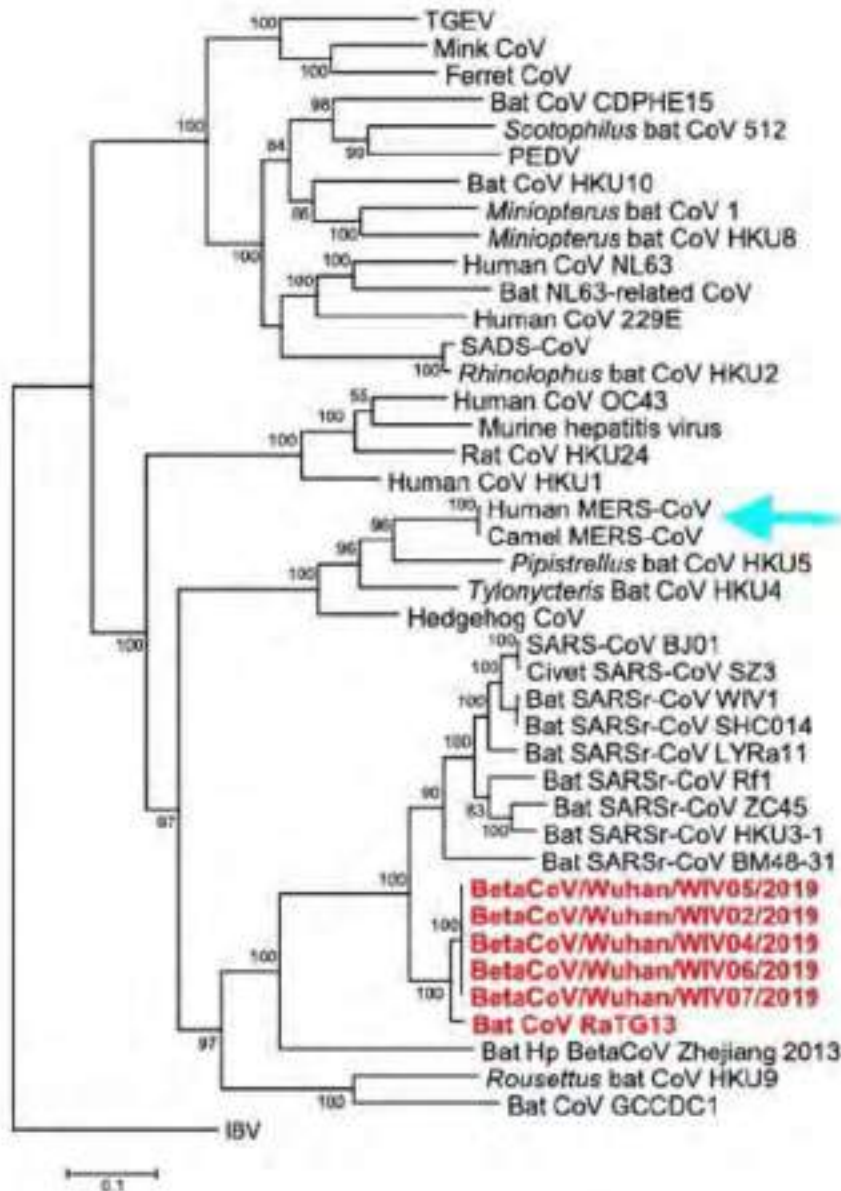 TGEV
100
Mink CoV
100
Ferret CoV
Bat CoV CDPHE15
98
Scotophilus bat CoV 512
100
99
PEDV
84
Bat CoV HKU10
86
Miniopterus bat CoV 1
100
Miniopterus bat CoV HKU8
100
100
Human CoV NL63
100
Bat NL63-related CoV
Human CoV 229E
SADS-CoV
100
Rhinolophus bat CoV HKU2
55
Human CoV OC43
100
Murine hepatitis virus
100
Rat CoV HKU24
Human CoV HKU1
100
Human MERS-CoV
96
Camel MERS-CoV
96
Pipistrellus bat CoV HKU5
100
Tylonycteris Bat CoV HKU4
Hedgehog CoV
100
100
SARS-CoV BJ01
100
Civet SARS-CoV SZ3
100
Bat SARSr-CoV WIV1
Bat SARSr-CoV SHC014
100
Bat SARSr-CoV LYRa11
Bat SARSr-CoV Rf1
90
83
Bat SARSr-CoV ZC45
97
100
Bat SARSr-CoV HKU3-1
Bat SARSr-CoV BM48-31
100
BetaCoV/Wuhan/WIV05/2019
BetaCoV/Wuhan/WIV02/2019
100
100
BetaCoV/Wuhan/WIV04/2019
BetaCoV/Wuhan/WIV06/2019
100
BetaCoV/Wuhan/WIV07/2019
Bat CoV RaTG13
97
Bat Hp BetaCoV Zhejiang 2013
Rousettus bat CoV HKU9
100
Bat CoV GCCDC1
IBV
0.1